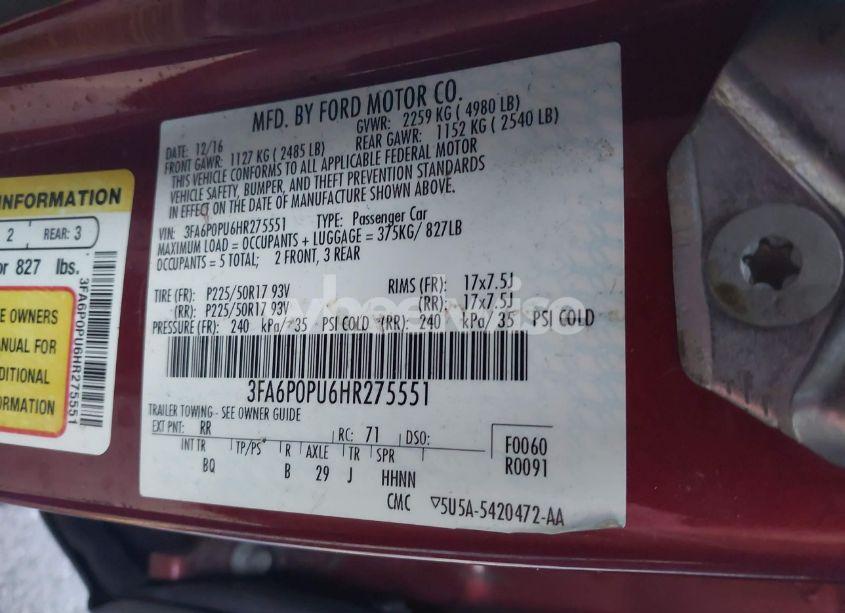 MFD. BY FORD MOTOR CO.
DATE: 12/16 GVWR: 2259 KG ( 4980 LB)
FRONT GAWR: 1127 KG ( 2485 LB) REAR GAWR: 1152 KG ( 2540 LB)
THIS VEHICLE CONFORMS TO ALL APPLICABLE FEDERAL MOTOR
VEHICLE SAFETY, BUMPER, AND THEFT PREVENTION STANDARDS
IN EFFECT ON THE DATE OF MANUFACTURE SHOWN ABOVE.
VIN: 3FA6P0PU6HR275551 TYPE: Passenger Car
MAXIMUM LOAD = OCCUPANTS + LUGGAGE = 375KG/ 827LB
OCCUPANTS = 5 TOTAL; 2 FRONT, 3 REAR
TIRE (FR): P225/50R17 93V RIMS (FR): 17x7.5J
(RR): P225/50R17 93V (RR): 17x7.5J
PRESSURE (FR): 240 kPa/ 35 PSI COLD (RR): 240 kPa/ 35 PSI COLD
3FA6P0PU6HR275551
TRAILER TOWING - SEE OWNER GUIDE
EXT PNT: RR RC: 71 DSO: F0060
INT TR TP/PS R AXLE TR SPR R0091
BQ B 29 J HHNN
CMC ▽5U5A-5420472-AA
INFORMATION
2 REAR: 3
or 827 lbs.
OWNERS
MANUAL FOR
INFORMATION
3FA6P0PU6HR275551